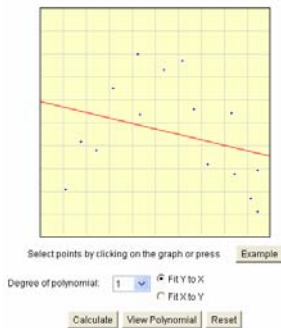 Select points by clicking on the graph or press Example
Degree of polynomial: 1 Fit Y to X
Fit X to Y
Calculate View Polynomial Reset